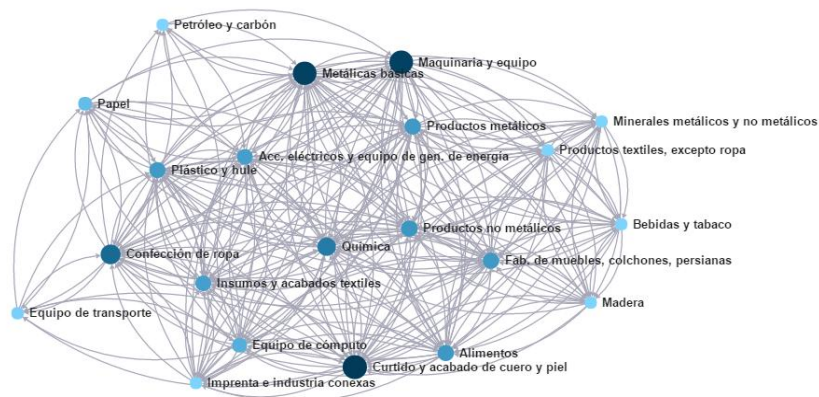 Petróleo y carbón
Maquinaria y equipo
Metálicas básicas
Papel
Minerales metálicos y no metálicos
Productos metálicos
Productos textiles, excepto ropa
Acc. eléctricos y equipo de gen. de energía
Plástico y hule
Bebidas y tabaco
Productos no metálicos
Confección de ropa
Química
Fab. de muebles, colchones, persianas
Insumos y acabados textiles
Madera
Equipo de transporte
Equipo de cómputo
Alimentos
Curtido y acabado de cuero y piel
Imprenta e industria conexas